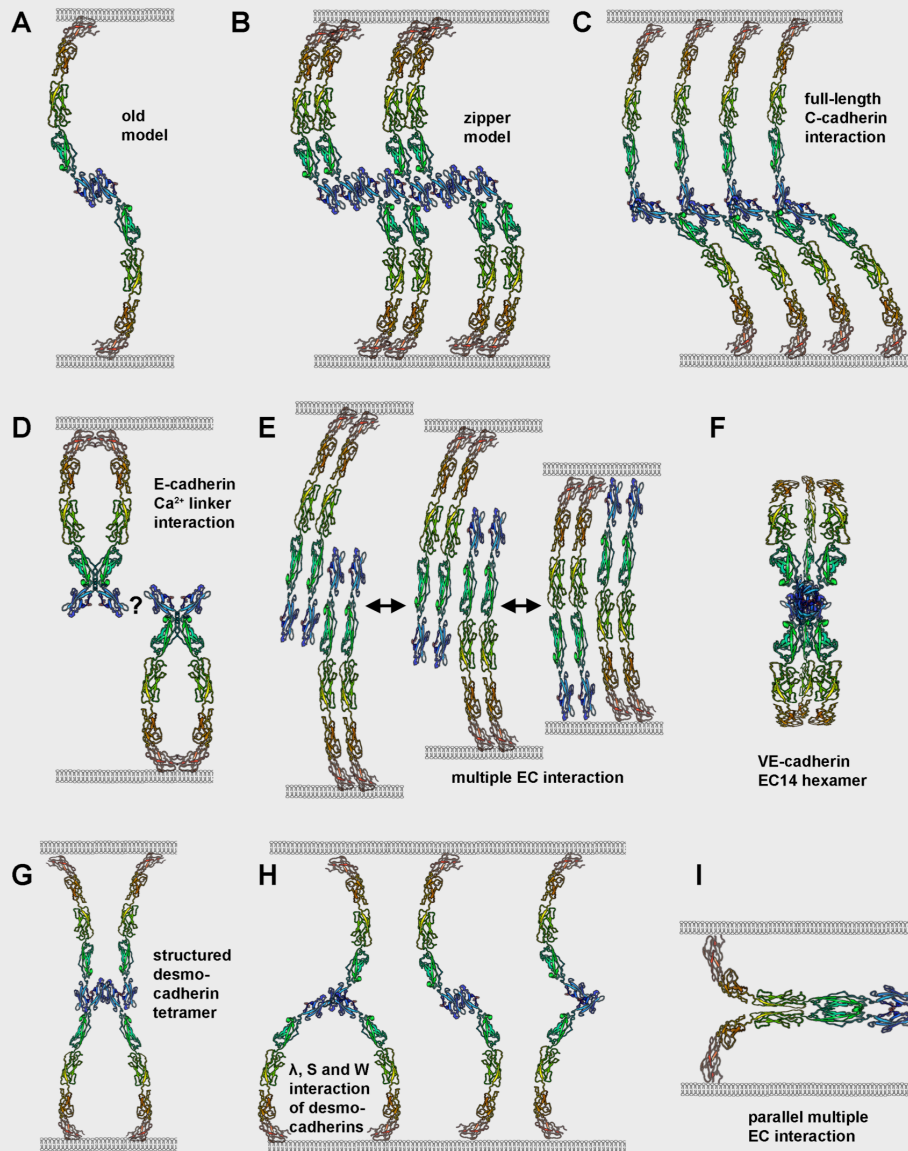 A
old
model
B
zipper
model
C
full-length
C-cadherin
interaction
D
E-cadherin
Ca²⁺ linker
interaction
?
E
multiple EC interaction
F
VE-cadherin
EC14 hexamer
G
structured
desmo-
cadherin
tetramer
H
λ, S and W
interaction
of desmo-
cadherins
I
parallel multiple
EC interaction